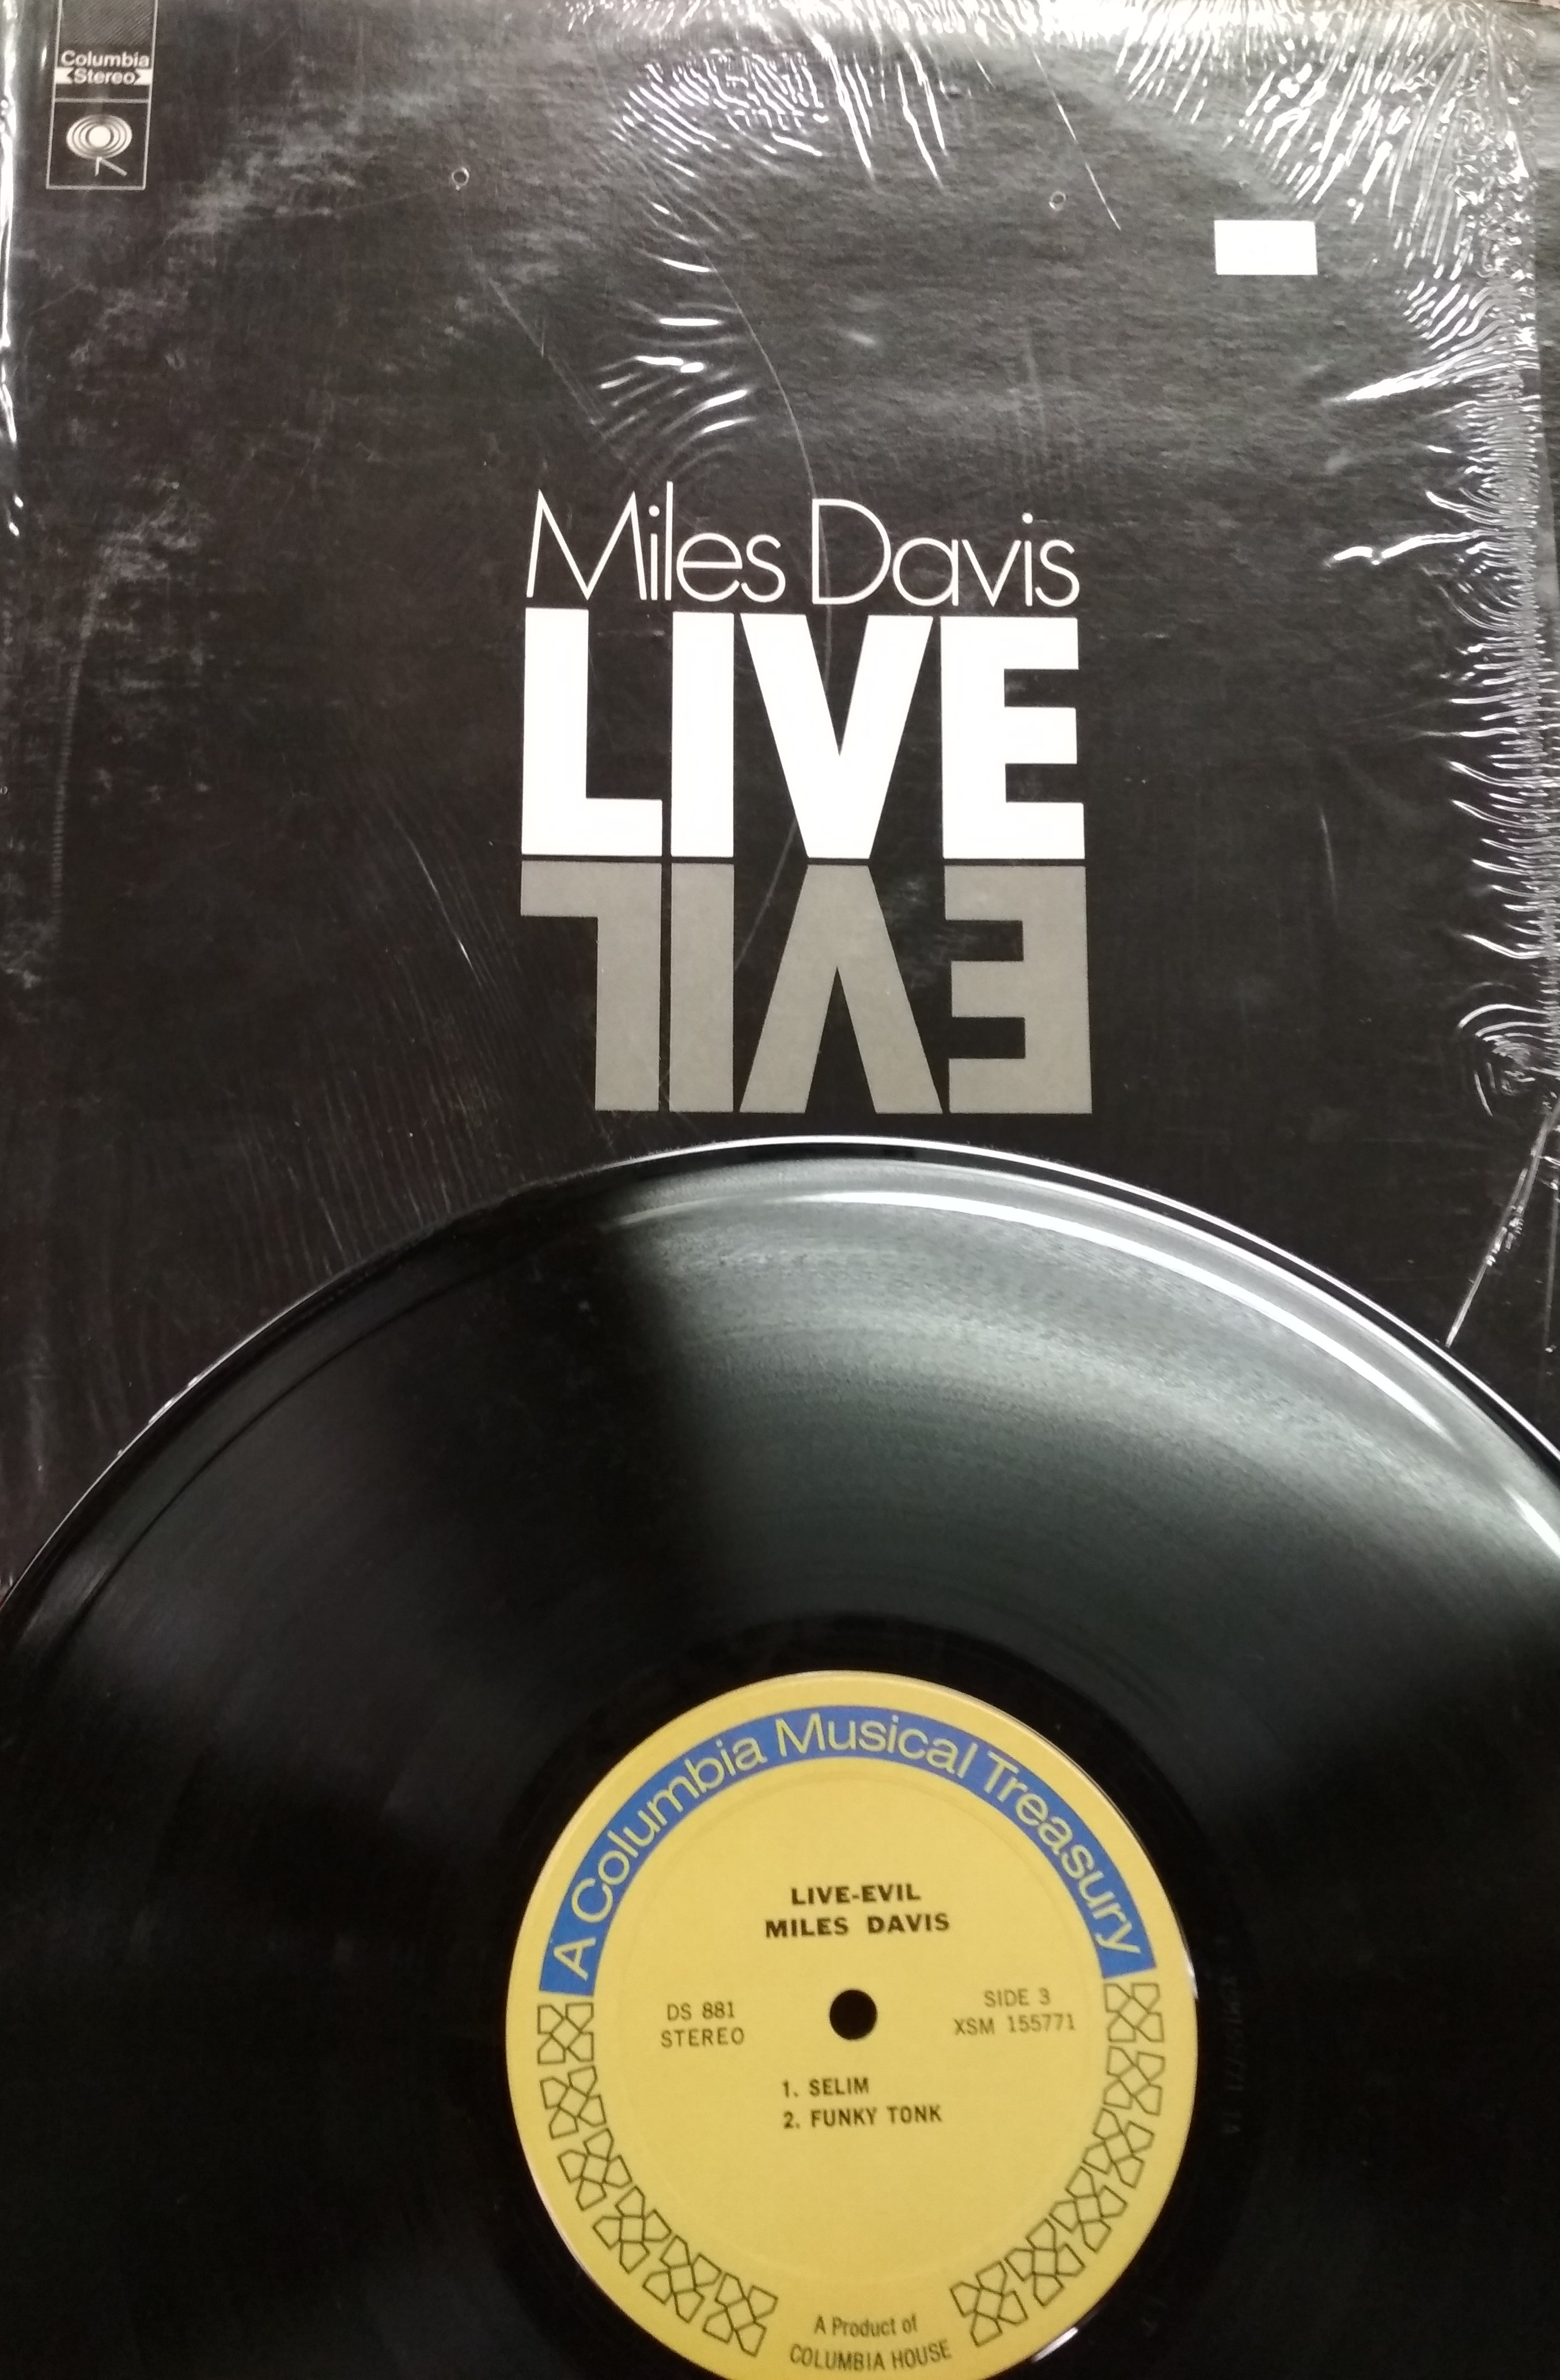 Columbia
Stereo
Miles Davis
LIVE
EVIL
A Columbia Musical Treasury
LIVE-EVIL
MILES DAVIS
DS 881
STEREO
SIDE 3
XSM 155771
1. SELIM
2. FUNKY TONK
A Product of
COLUMBIA HOUSE